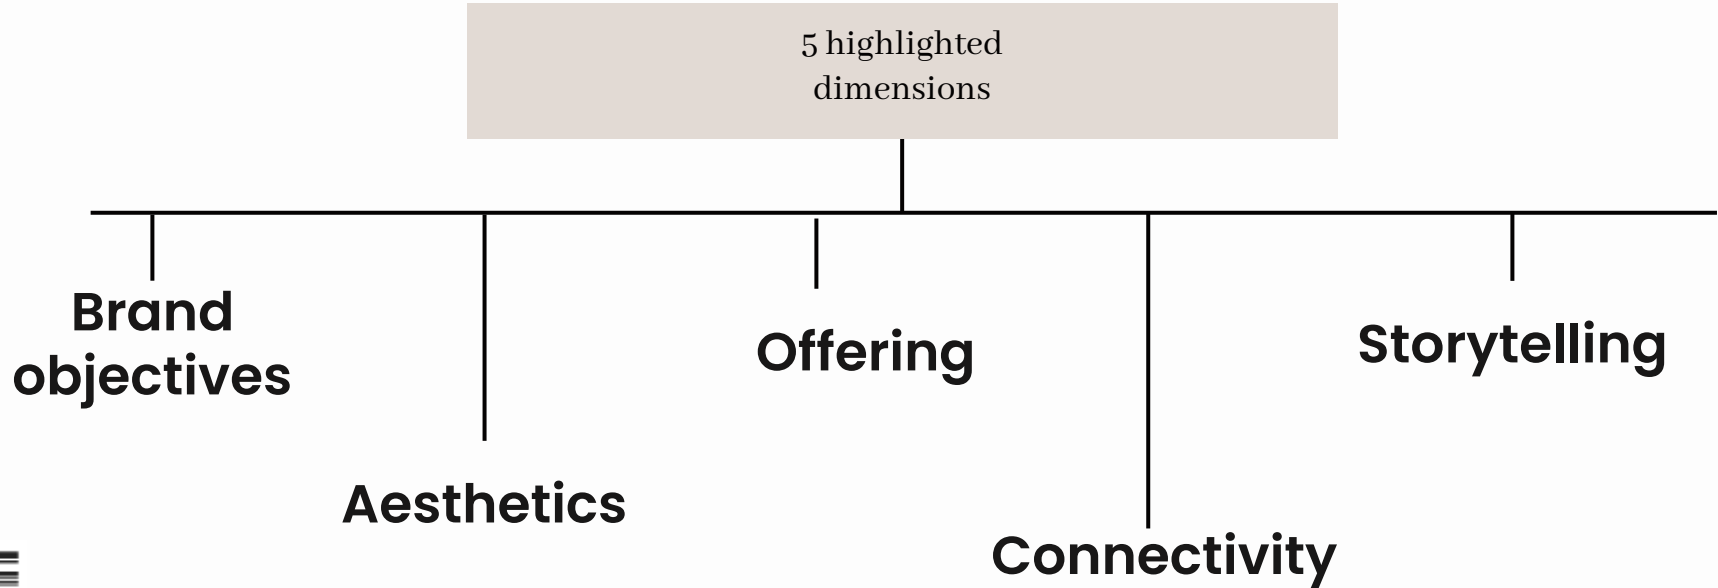 5 highlighted
dimensions
Brand
objectives
Aesthetics
Offering
Connectivity
Storytelling